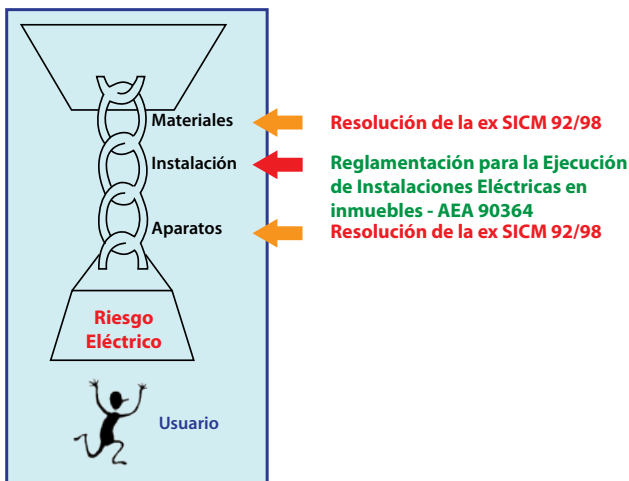 Materiales
Resolución de la ex SICM 92/98
Instalación
Reglamentación para la Ejecución
de Instalaciones Eléctricas en
inmuebles - AEA 90364
Aparatos
Resolución de la ex SICM 92/98
Riesgo
Eléctrico
Usuario